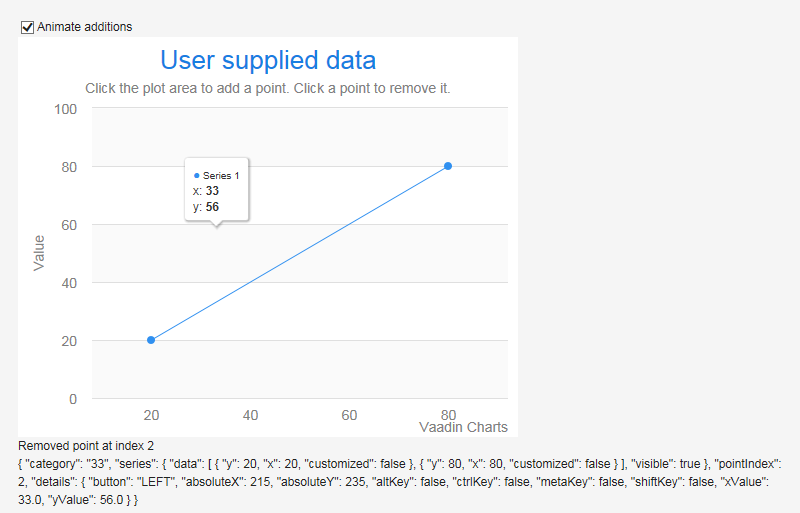 Animate additions
User supplied data
Click the plot area to add a point. Click a point to remove it.
100
80
60
40
20
0
Value
Series 1
x: 33
y: 56
20 40 60 80
Vaadin Charts
Removed point at index 2
{ "category": "33", "series": { "data": [ { "y": 20, "x": 20, "customized": false }, { "y": 80, "x": 80, "customized": false } ], "visible": true }, "pointIndex":
2, "details": { "button": "LEFT", "absoluteX": 215, "absoluteY": 235, "altKey": false, "ctrlKey": false, "metaKey": false, "shiftKey": false, "xValue":
33.0, "yValue": 56.0 } }